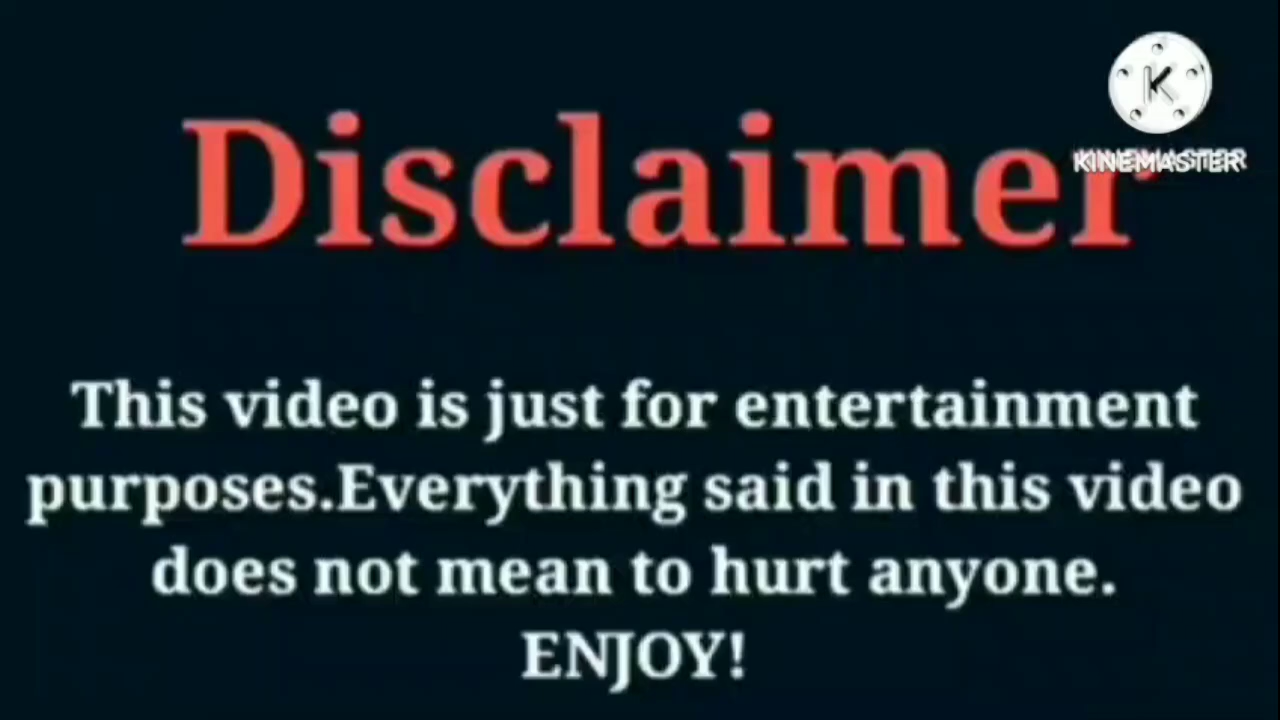 K
KINEMASTER
Disclaimer
This video is just for entertainment
purposes.Everything said in this video
does not mean to hurt anyone.
ENJOY!